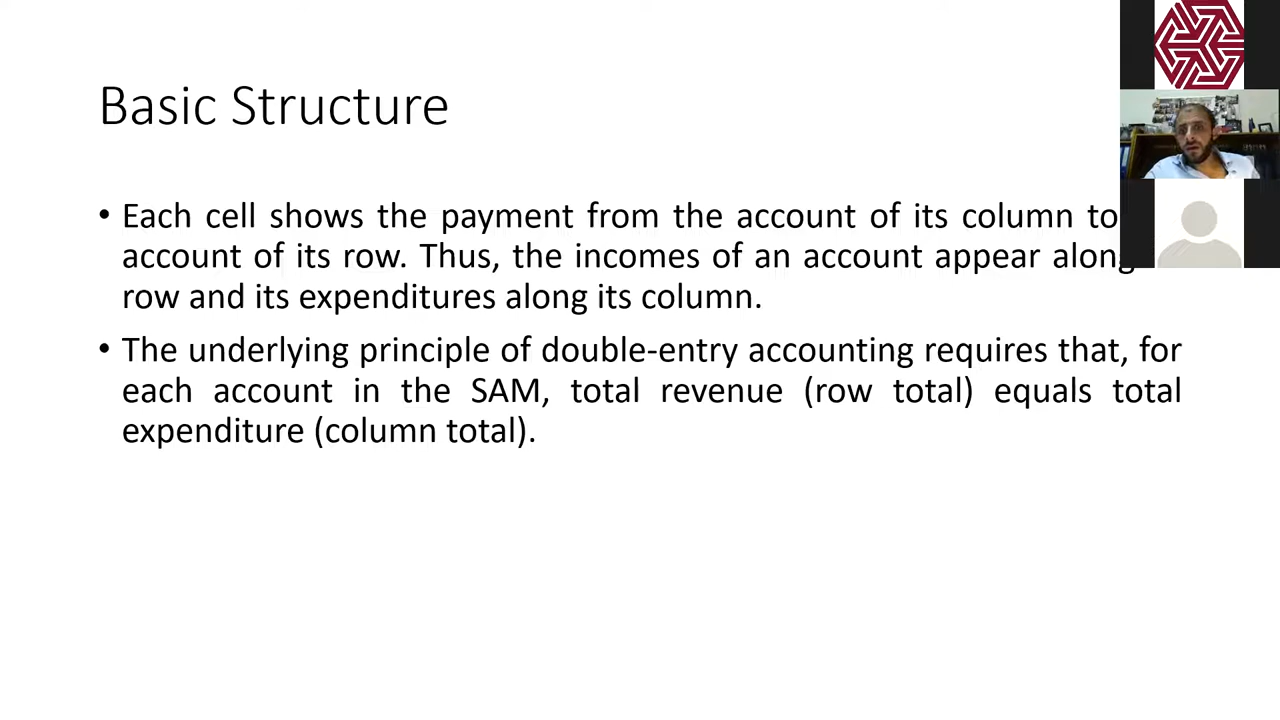 Basic Structure
• Each cell shows the payment from the account of its column to
account of its row. Thus, the incomes of an account appear along
row and its expenditures along its column.
• The underlying principle of double-entry accounting requires that, for
each account in the SAM, total revenue (row total) equals total
expenditure (column total).